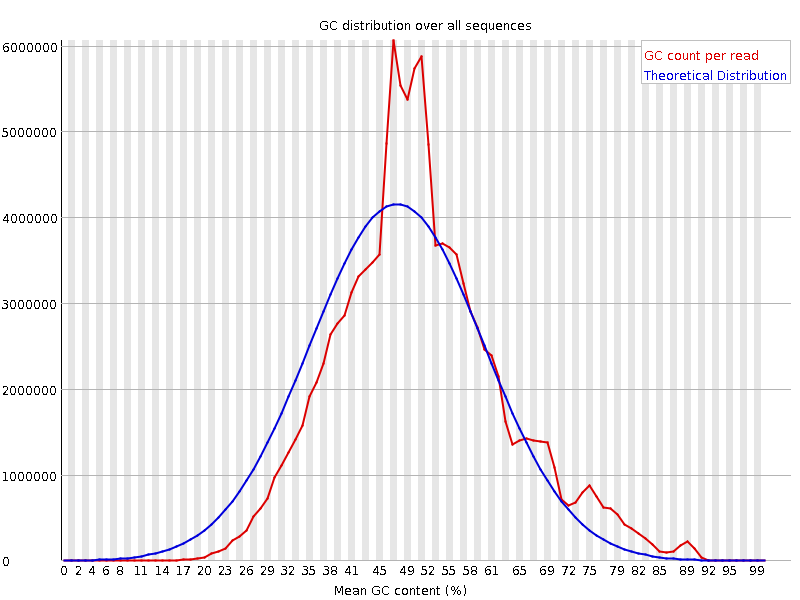 GC distribution over all sequences
GC count per read
Theoretical Distribution
6000000
5000000
4000000
3000000
2000000
1000000
0
0 2 4 6 8 11 14 17 20 23 26 29 32 35 38 41 45 49 52 55 58 61 65 69 72 75 79 82 85 89 92 95 99
Mean GC content (%)